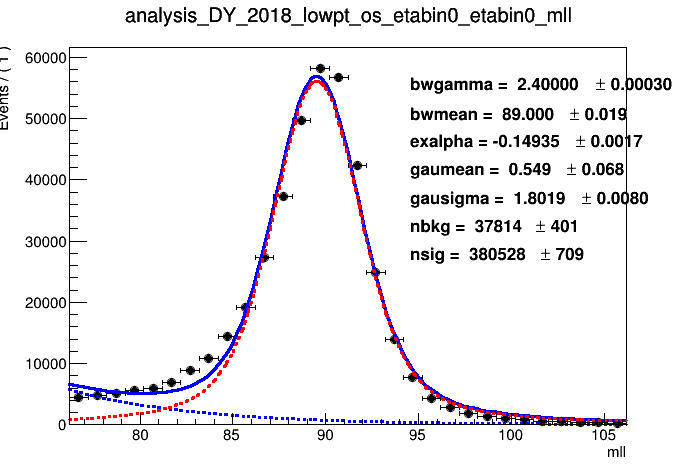 analysis_DY_2018_lowpt_os_etabin0_etabin0_mll
Events / ( 1 )
60000
50000
40000
30000
20000
10000
0
bwgamma = 2.40000 ± 0.00030
bwmean = 89.000 ± 0.019
exalpha = -0.14935 ± 0.0017
gaumean = 0.549 ± 0.068
gausigma = 1.8019 ± 0.0080
nbkg = 37814 ± 401
nsig = 380528 ± 709
80 85 90 95 100 105
mll